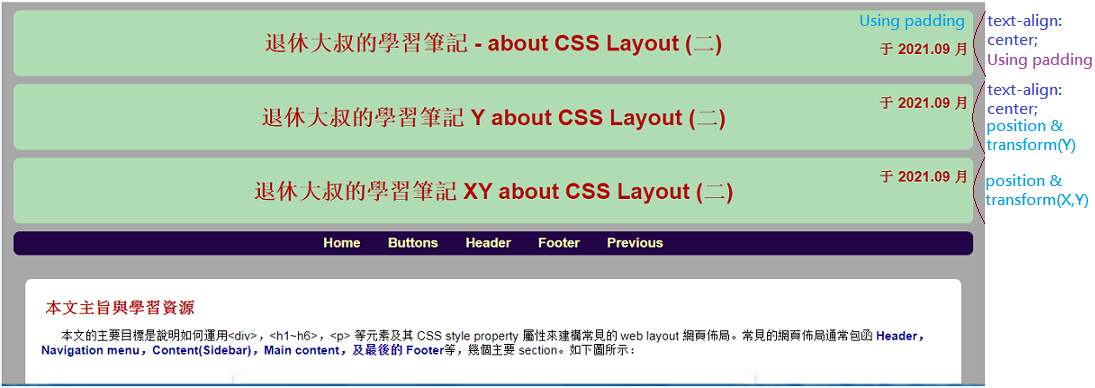 Using padding
退休大叔的學習筆記 - about CSS Layout (二)
于 2021.09 月
text-align:
center;
Using padding
退休大叔的學習筆記 Y about CSS Layout (二)
于 2021.09 月
text-align:
center;
position &
transform(Y)
退休大叔的學習筆記 XY about CSS Layout (二)
于 2021.09 月
position &
transform(X,Y)
Home Buttons Header Footer Previous
本文主旨與學習資源
本文的主要目標是說明如何運用<div>，<h1~h6>，<p> 等元素及其 CSS style property 屬性來建構常見的 web layout 網頁佈局。常見的網頁佈局通常包函 Header，
Navigation menu，Content(Sidebar)，Main content，及最後的 Footer等，幾個主要 section。如下圖所示：